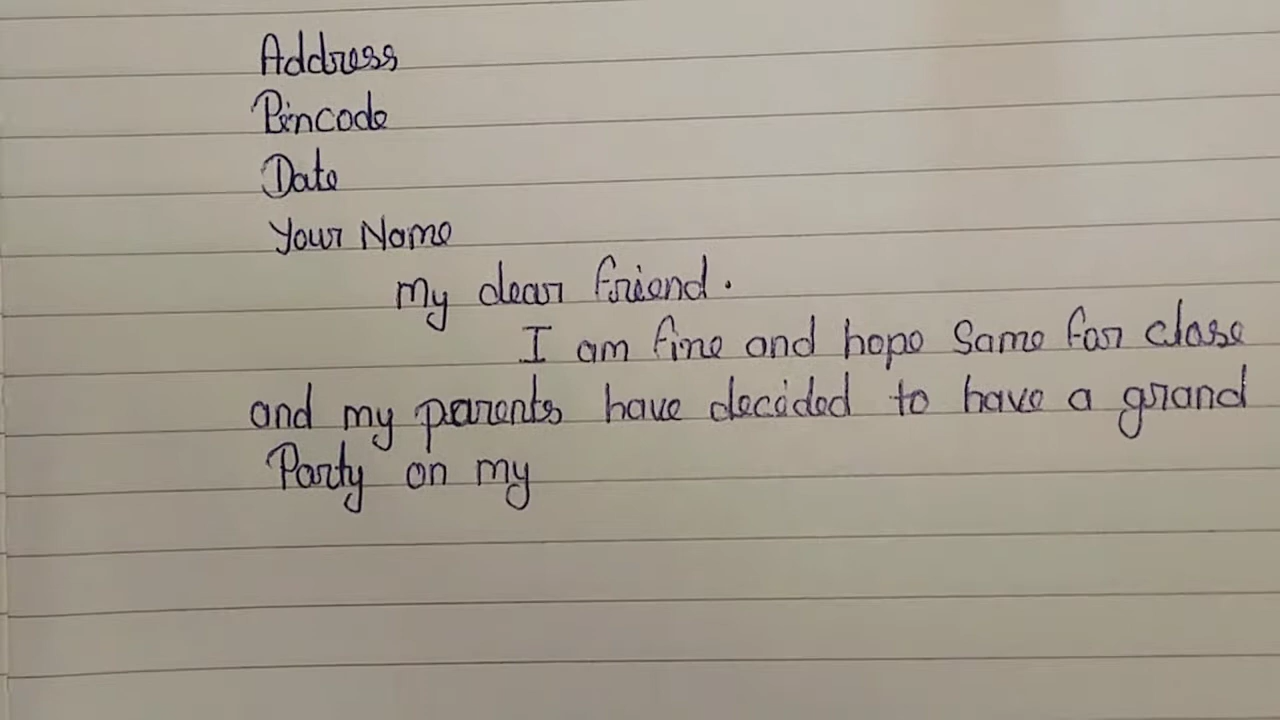 Address
Pincode
Date
Your Name
My dear friend.
I am fine and hope same for close
and my parents have decided to have a grand
Party on my